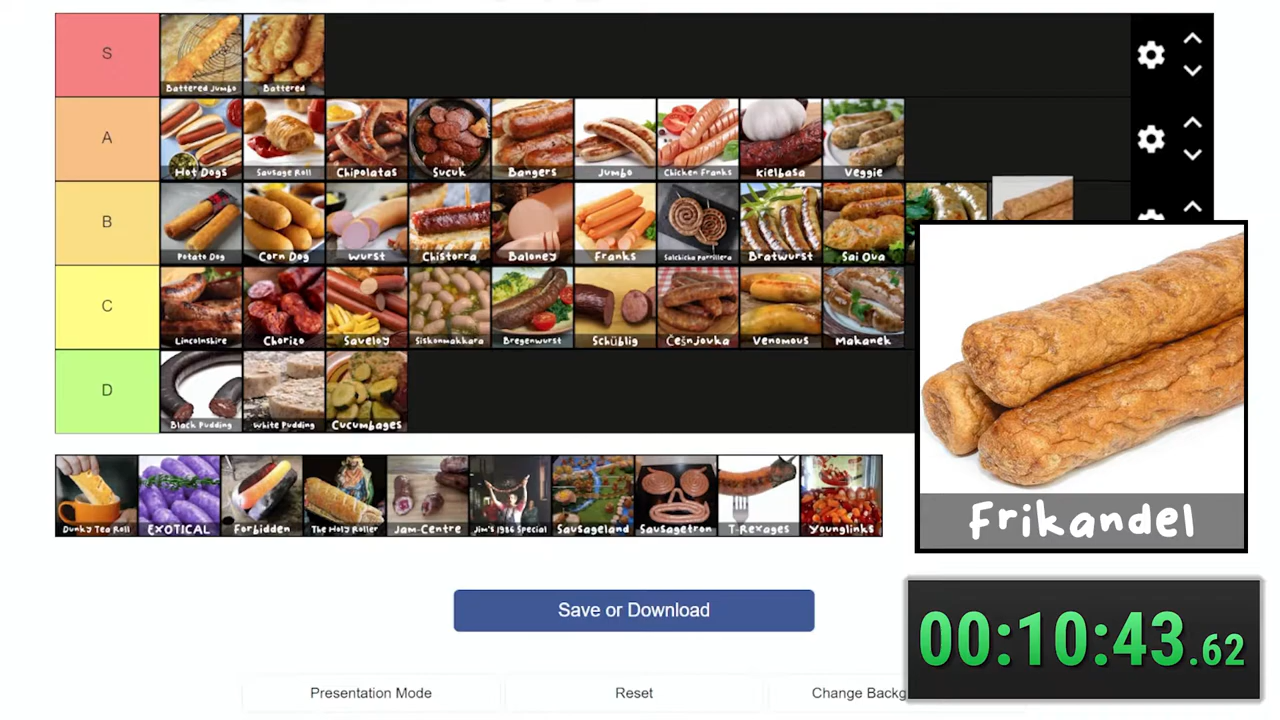 S
Battered Jumbo
Battered
A
Hot Dogs
Sausage Roll
Chipolatas
Sucuk
Bangers
Jumbo
Chicken Franks
Kielbasa
Veggie
B
Potato Dog
Corn Dog
Wurst
Chistorra
Baloney
Franks
Salchicha Parrillera
Bratwurst
Sai Oua
C
Lincolnshire
Chorizo
Saveloy
Siskonmakkara
Bregenwurst
Schüblig
Češnjovka
Venomous
Makanek
D
Black Pudding
White Pudding
Cucumbages
Dunky Tea Roll
EXOTICAL
Forbidden
The Holy Roller
Jam-Centre
Jim's 1986 Special
Sausageland
Sausagetron
T-Rexages
Younglinks
Frikandel
Save or Download
00:10:43.62
Presentation Mode
Reset
Change Backg